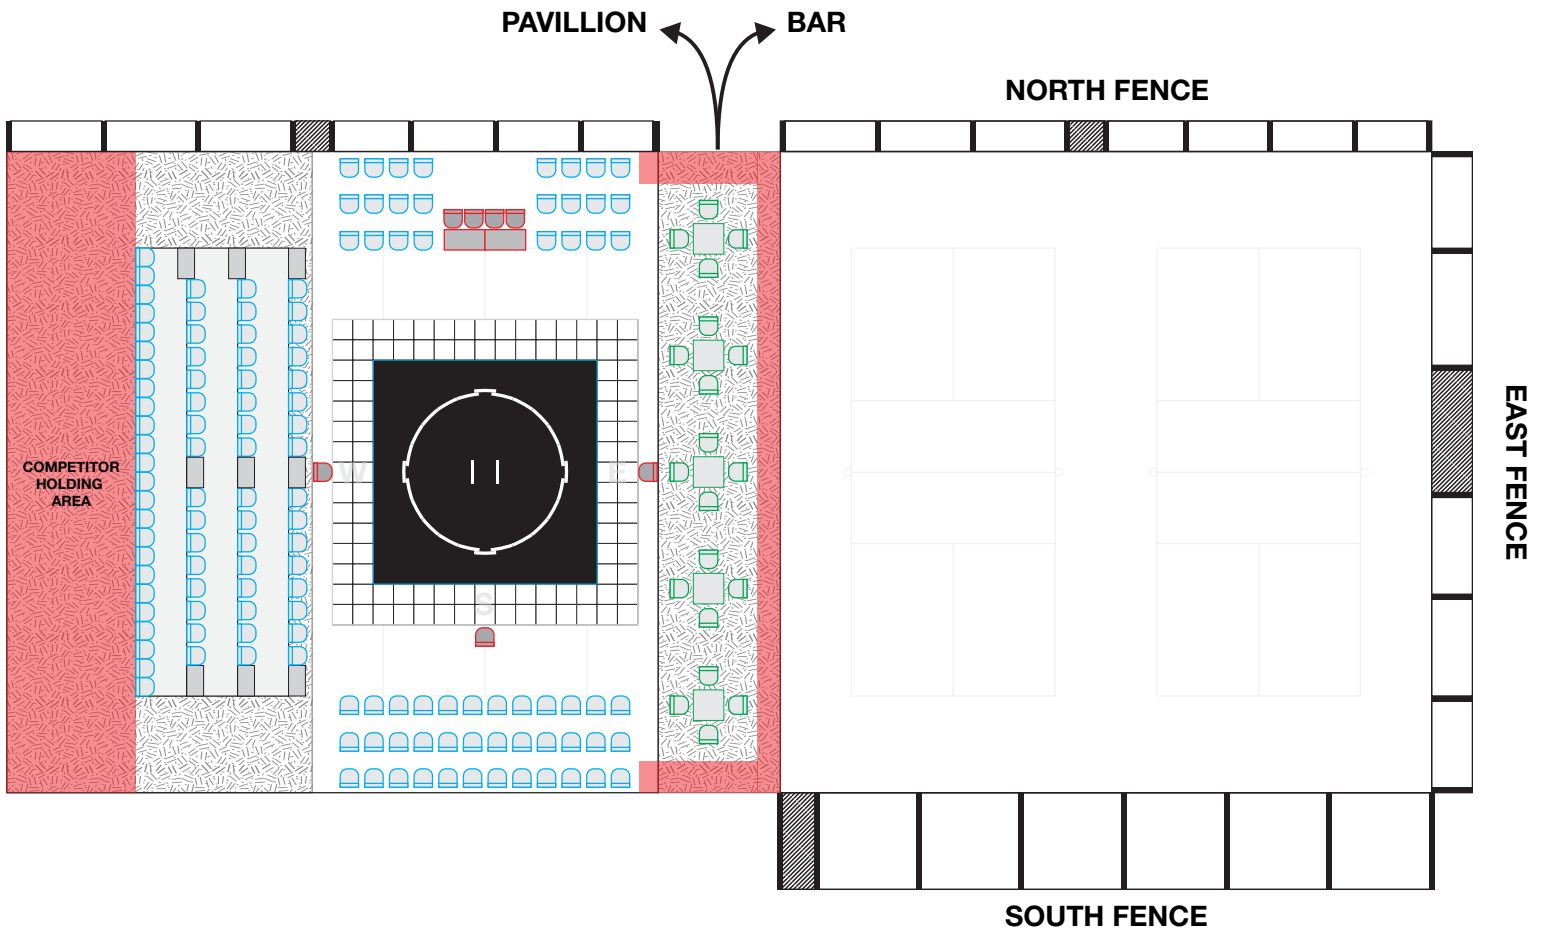 PAVILLION
BAR
NORTH FENCE
COMPETITOR
HOLDING
AREA
W
E
S
EAST FENCE
SOUTH FENCE